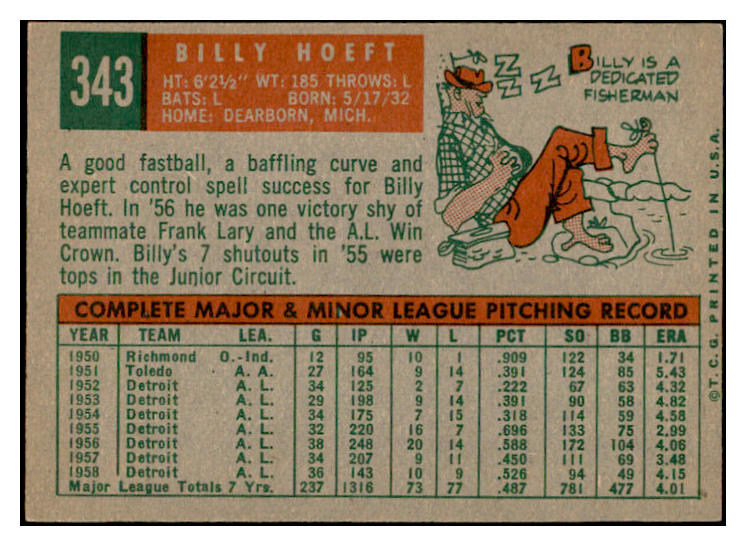 343
BILLY HOEFT
HT: 6'2½" WT: 185 THROWS: L
BATS: L BORN: 5/17/32
HOME: DEARBORN, MICH.
A good fastball, a baffling curve and
expert control spell success for Billy
Hoeft. In '56 he was one victory shy of
teammate Frank Lary and the A.L. Win
Crown. Billy's 7 shutouts in '55 were
tops in the Junior Circuit.
Z Z Z Z
BILLY IS A
DEDICATED
FISHERMAN
COMPLETE MAJOR & MINOR LEAGUE PITCHING RECORD
YEAR TEAM LEA. G IP W L PCT SO BB ERA
1950 Richmond O.-Ind. 12 95 10 1 .909 122 34 1.71
1951 Toledo A. A. 27 164 9 14 .391 124 85 5.43
1952 Detroit A. L. 34 125 2 7 .222 67 63 4.32
1953 Detroit A. L. 29 198 9 14 .391 90 58 4.82
1954 Detroit A. L. 34 175 7 15 .318 114 59 4.58
1955 Detroit A. L. 32 220 16 7 .696 133 75 2.99
1956 Detroit A. L. 38 248 20 14 .588 172 104 4.06
1957 Detroit A. L. 34 207 9 11 .450 111 69 3.48
1958 Detroit A. L. 36 143 10 9 .526 94 49 4.15
Major League Totals 7 Yrs. 237 1316 73 77 .487 781 477 4.01
©T.C.G. PRINTED IN U.S.A.